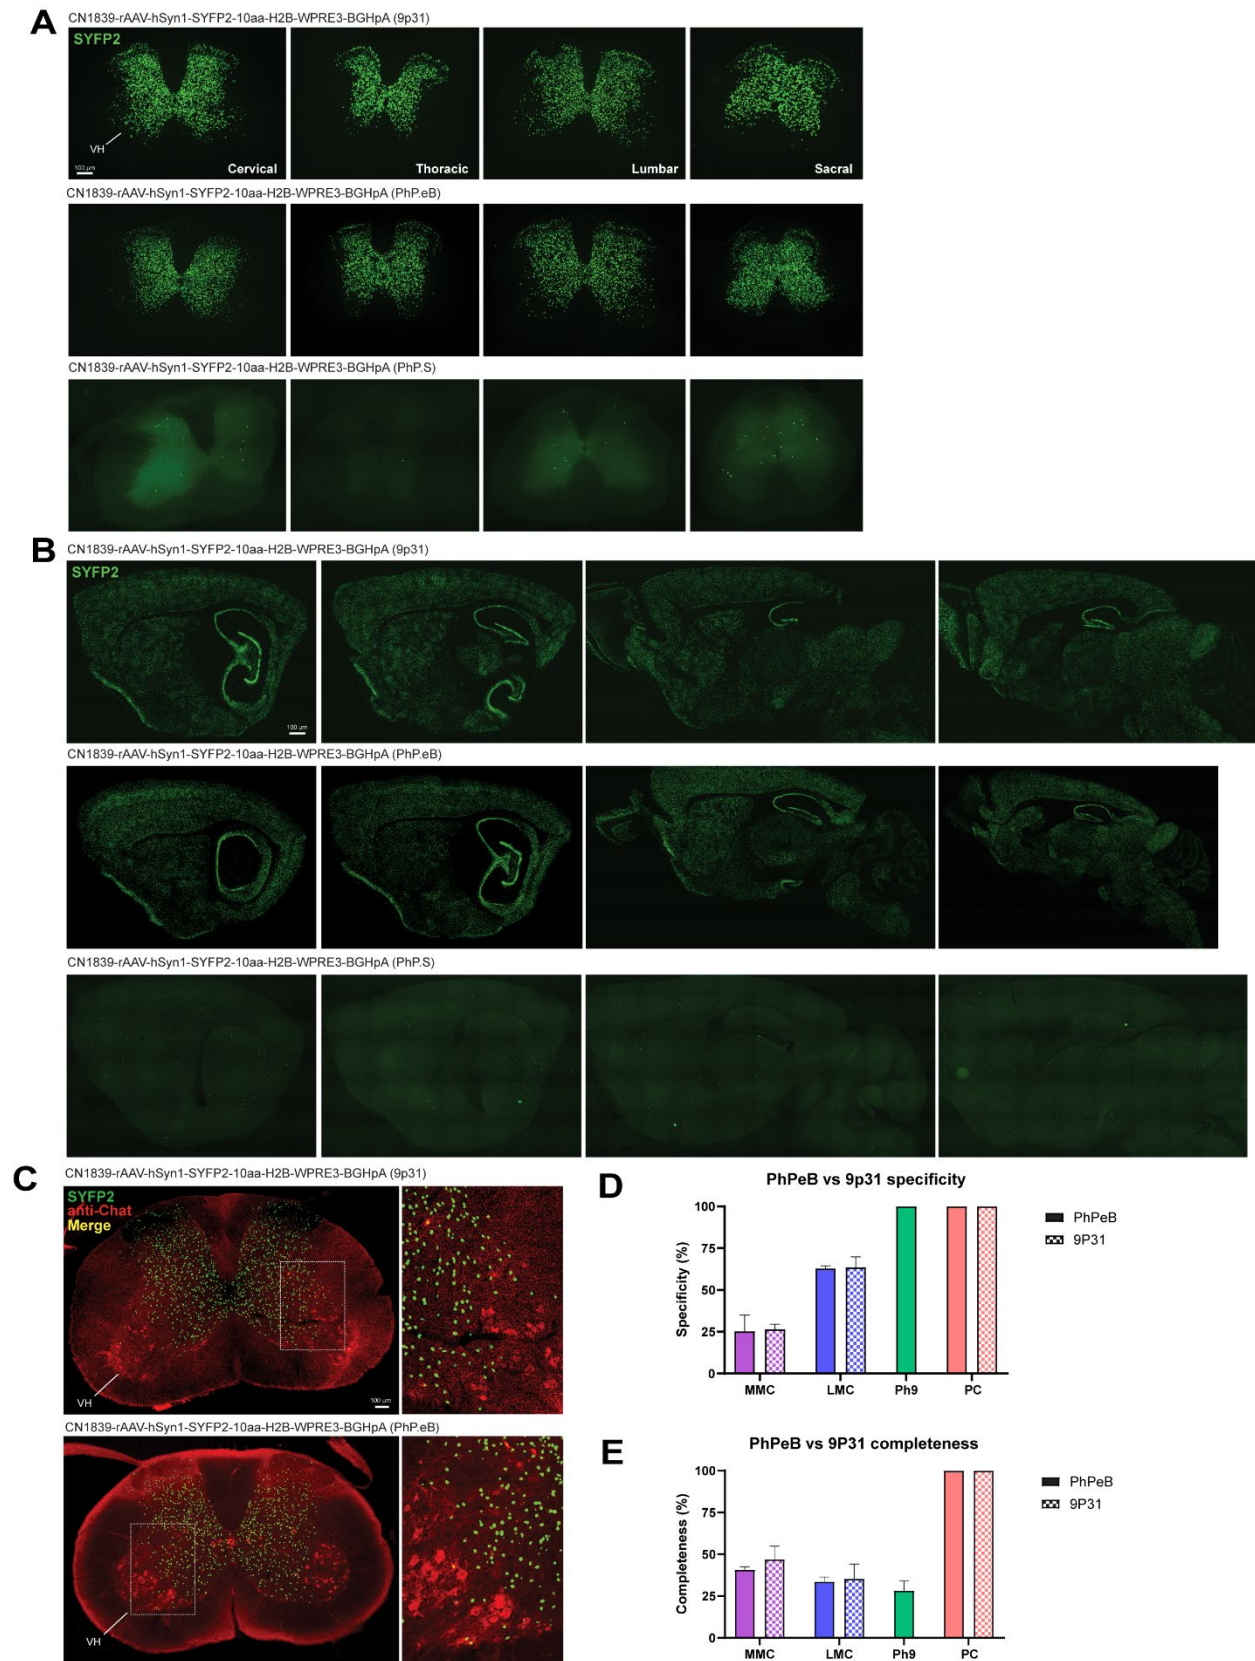 A
CN1839-rAAV-hSyn1-SYFP2-10aa-H2B-WPRE3-BGHpA (9p31)
SYFP2
VH
100 µm
Cervical
Thoracic
Lumbar
Sacral
CN1839-rAAV-hSyn1-SYFP2-10aa-H2B-WPRE3-BGHpA (PhP.eB)
CN1839-rAAV-hSyn1-SYFP2-10aa-H2B-WPRE3-BGHpA (PhP.S)
B
CN1839-rAAV-hSyn1-SYFP2-10aa-H2B-WPRE3-BGHpA (9p31)
SYFP2
100 µm
CN1839-rAAV-hSyn1-SYFP2-10aa-H2B-WPRE3-BGHpA (PhP.eB)
CN1839-rAAV-hSyn1-SYFP2-10aa-H2B-WPRE3-BGHpA (PhP.S)
C
CN1839-rAAV-hSyn1-SYFP2-10aa-H2B-WPRE3-BGHpA (9p31)
SYFP2
anti-Chat
Merge
VH
100 µm
CN1839-rAAV-hSyn1-SYFP2-10aa-H2B-WPRE3-BGHpA (PhP.eB)
VH
D
PhPeB vs 9p31 specificity
Specificity (%)
100
75
50
25
0
MMC LMC Ph9 PC
PhPeB
9P31
E
PhPeB vs 9P31 completeness
Completeness (%)
100
75
50
25
0
MMC LMC Ph9 PC
PhPeB
9P31